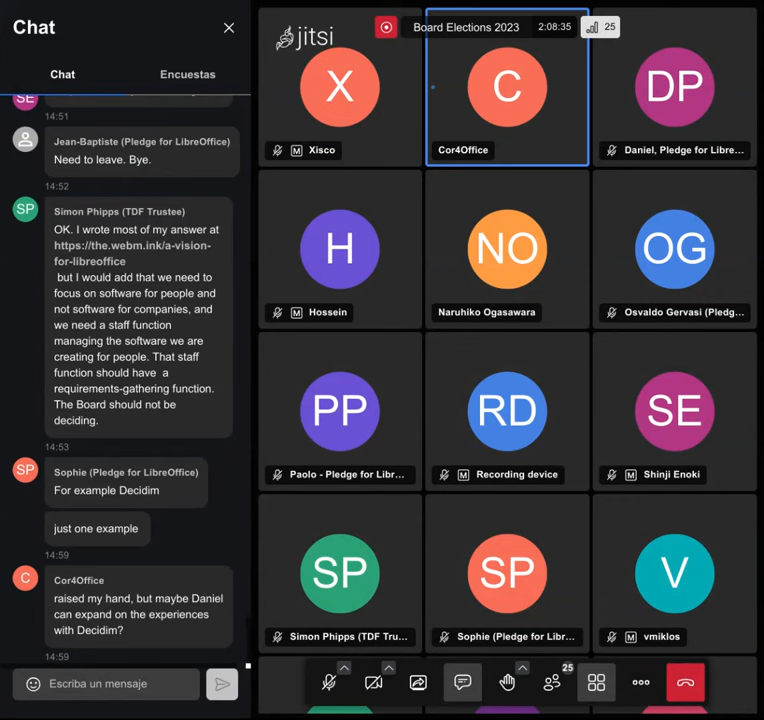 Chat
Chat
Encuestas
SE
14:51
Jean-Baptiste (Pledge for LibreOffice)
Need to leave. Bye.
14:52
SP
Simon Phipps (TDF Trustee)
OK. I wrote most of my answer at
https://the.webm.ink/a-vision-
for-libreoffice
but I would add that we need to
focus on software for people and
not software for companies, and
we need a staff function
managing the software we are
creating for people. That staff
function should have a
requirements-gathering function.
The Board should not be
deciding.
14:53
SP
Sophie (Pledge for LibreOffice)
For example Decidim
just one example
14:59
C
Cor4Office
raised my hand, but maybe Daniel
can expand on the experiences
with Decidim?
14:59
Escriba un mensaje
jitsi
Board Elections 2023
2:08:35
25
X
M Xisco
C
Cor4Office
DP
Daniel, Pledge for Libre...
H
M Hossein
NO
Naruhiko Ogasawara
OG
Osvaldo Gervasi (Pledg...
PP
Paolo - Pledge for Libr...
RD
M Recording device
SE
M Shinji Enoki
SP
Simon Phipps (TDF Tru...
SP
Sophie (Pledge for Libr...
V
M vmiklos
25